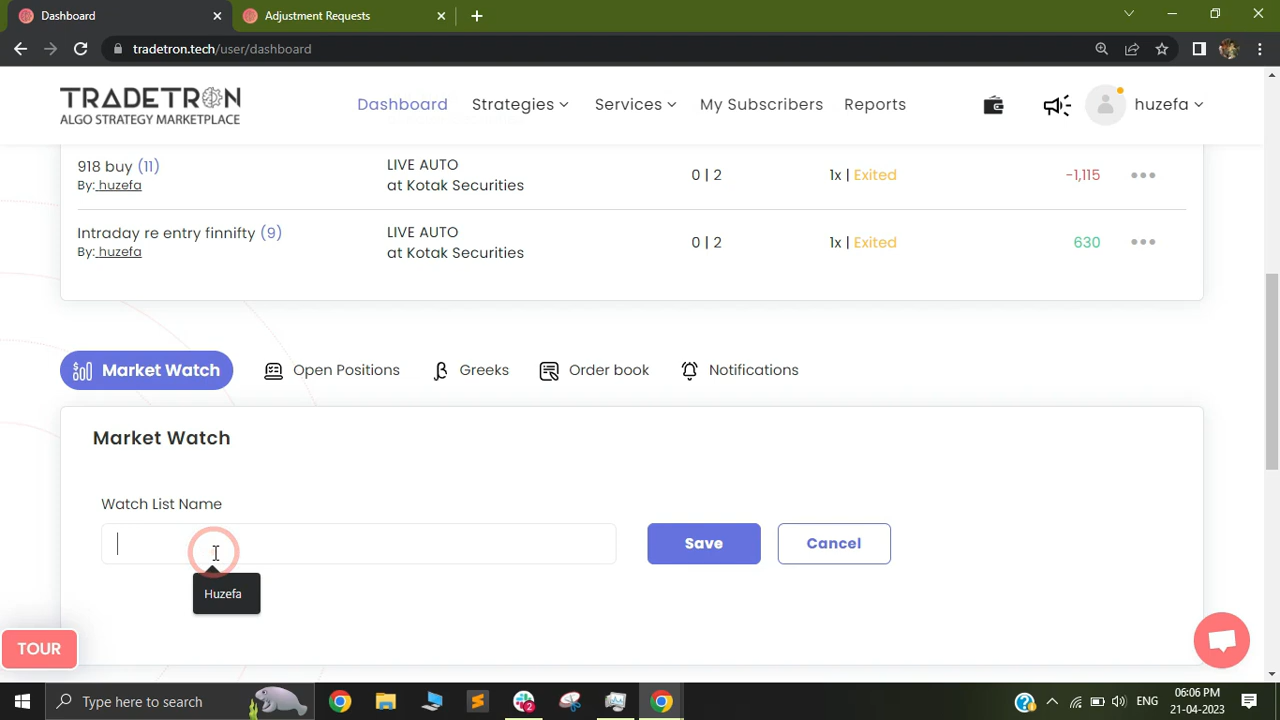 Dashboard
Adjustment Requests
tradetron.tech/user/dashboard
TRADETRON
ALGO STRATEGY MARKETPLACE
Dashboard
Strategies
Services
My Subscribers
Reports
huzefa
918 buy (11)
By: huzefa
LIVE AUTO
at Kotak Securities
0 | 2
1x | Exited
-1,115
Intraday re entry finnifty (9)
By: huzefa
LIVE AUTO
at Kotak Securities
0 | 2
1x | Exited
630
Market Watch
Open Positions
Greeks
Order book
Notifications
Market Watch
Watch List Name
Save
Cancel
Huzefa
TOUR
Type here to search
2
ENG
06:06 PM
21-04-2023